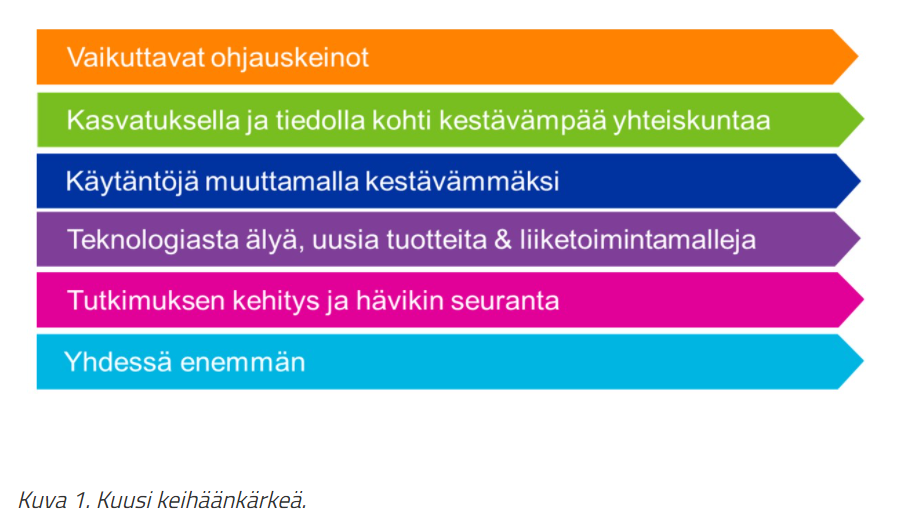 Vaikuttavat ohjauskeinot
Kasvatuksella ja tiedolla kohti kestävämpää yhteiskuntaa
Käytäntöjä muuttamalla kestävämmäksi
Teknologiasta älyä, uusia tuotteita & liiketoimintamalleja
Tutkimuksen kehitys ja hävikin seuranta
Yhdessä enemmän
Kuva 1. Kuusi keihäänkärkeä.